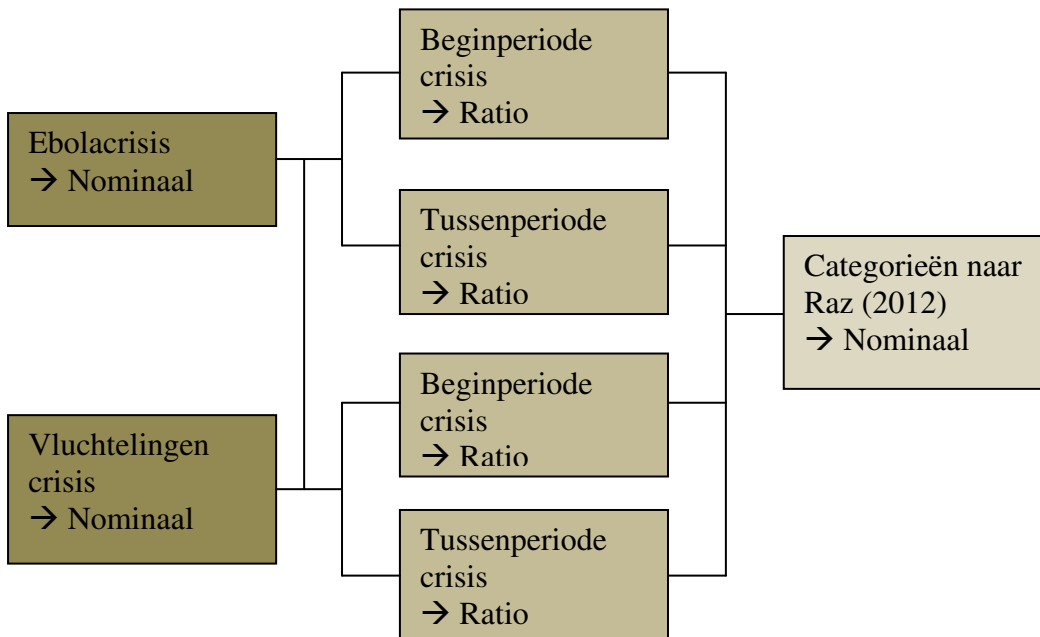 Ebolacrisis
→ Nominaal
Vluchtelingen
crisis
→ Nominaal
Beginperiode
crisis
→ Ratio
Tussenperiode
crisis
→ Ratio
Beginperiode
crisis
→ Ratio
Tussenperiode
crisis
→ Ratio
Categorieën naar
Raz (2012)
→ Nominaal